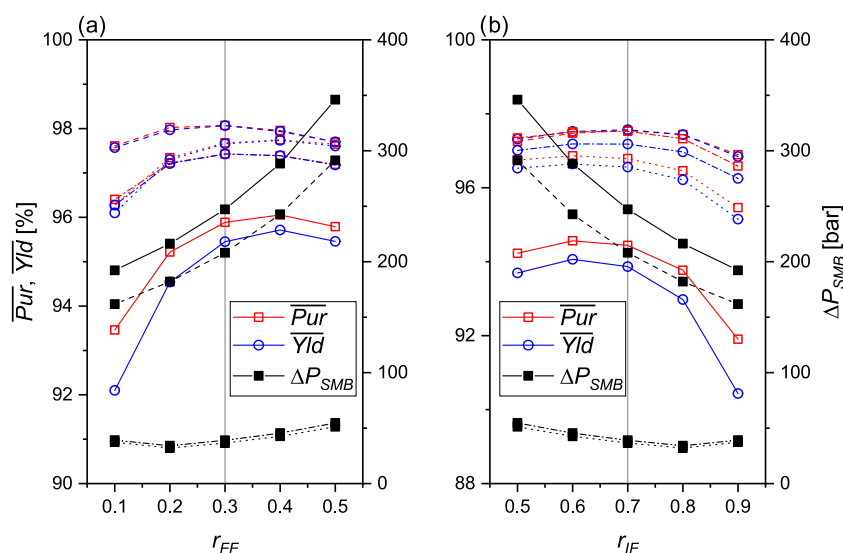 (a)
100
98
96
94
92
90
400
300
200
100
0
0.1 0.2 0.3 0.4 0.5
r_FE
Pur, Yld [%]
Pur
Yld
ΔP_SMB
(b)
100
96
92
88
400
300
200
100
0
0.5 0.6 0.7 0.8 0.9
r_IF
ΔP_SMB [bar]
Pur
Yld
ΔP_SMB